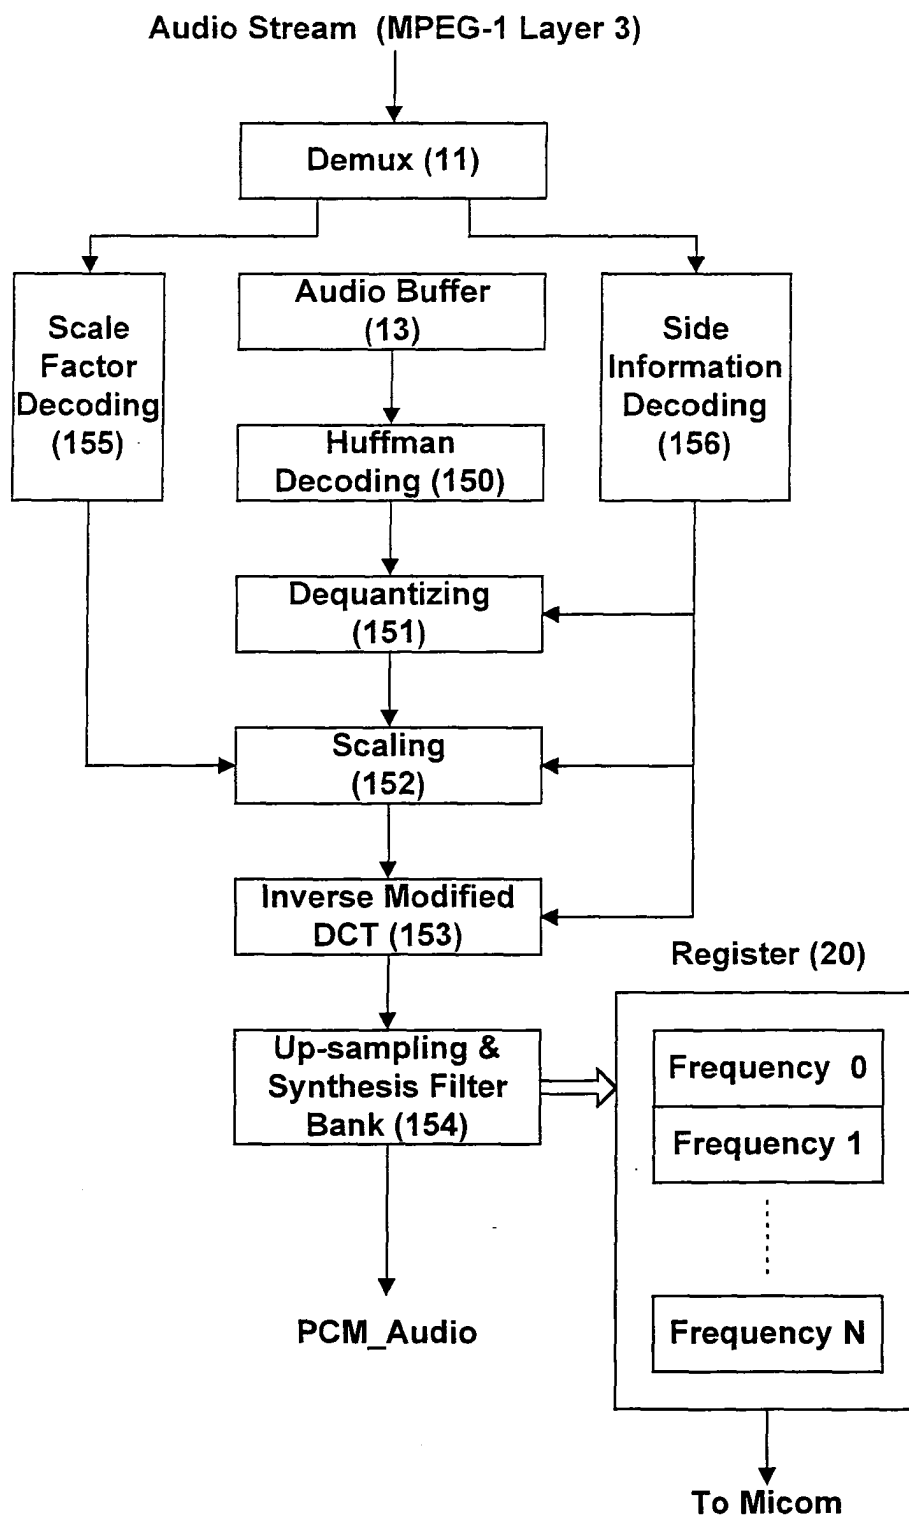 Audio Stream (MPEG-1 Layer 3)
Demux (11)
Scale
Factor
Decoding
(155)
Audio Buffer
(13)
Side
Information
Decoding
(156)
Huffman
Decoding (150)
Dequantizing
(151)
Scaling
(152)
Inverse Modified
DCT (153)
Register (20)
Up-sampling &
Synthesis Filter
Bank (154)
Frequency 0
Frequency 1
Frequency N
PCM_Audio
To Micom